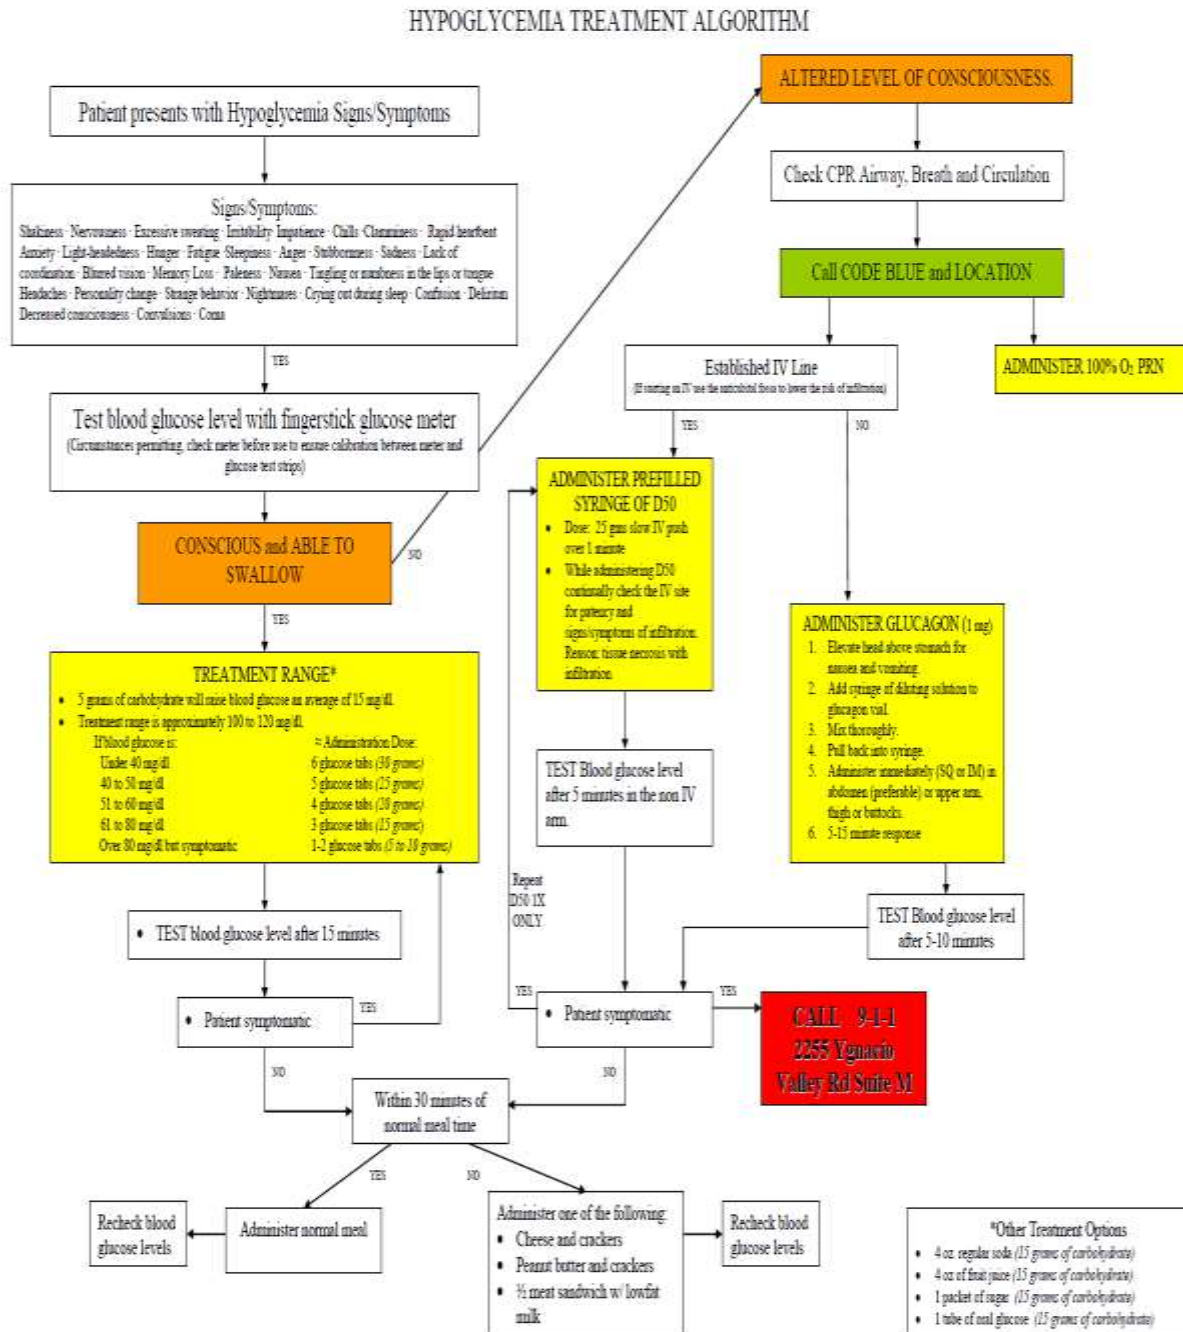 HYPOGLYCEMIA TREATMENT ALGORITHM
Patient presents with Hypoglycemia Signs/Symptoms
Signs/Symptoms:
Shakiness · Nervousness · Excessive sweating · Irritability Impatience · Chills · Clamminess · Rapid heartbeat
Anxiety · Light-headedness · Hunger · Fatigue · Sleepiness · Anger · Stubbornness · Sadness · Lack of
coordination · Blurred vision · Memory Loss · Paleness · Nausea · Tingling or numbness in the lips or tongue
Headaches · Personality change · Strange behavior · Nightmares · Crying out during sleep · Confusion · Delirium
Decreased consciousness · Convulsions · Coma
YES
Test blood glucose level with fingerstick glucose meter
(Circumstances permitting, check meter before use to ensure calibration between meter and
glucose test strips)
CONSCIOUS and ABLE TO
SWALLOW
NO
YES
TREATMENT RANGE*
• 5 grams of carbohydrate will raise blood glucose an average of 15 mg/dl.
• Treatment range is approximately 100 to 120 mg/dl.
If blood glucose is: ≈ Administration Dose:
Under 40 mg/dl 6 glucose tabs (30 grams)
40 to 50 mg/dl 5 glucose tabs (25 grams)
51 to 60 mg/dl 4 glucose tabs (20 grams)
61 to 80 mg/dl 3 glucose tabs (15 grams)
Over 80 mg/dl but symptomatic 1-2 glucose tabs (5 to 10 grams)
• TEST blood glucose level after 15 minutes
• Patient symptomatic
YES
NO
ALTERED LEVEL OF CONSCIOUSNESS.
Check CPR Airway, Breath and Circulation
Call CODE BLUE and LOCATION
ADMINISTER 100% O₂ PRN
Established IV Line
(If starting an IV use the antecubital fossa to lower the risk of infiltration)
YES
NO
ADMINISTER PREFILLED
SYRINGE OF D50
• Dose: 25 gms slow IV push
over 1 minute
• While administering D50
continually check the IV site
for patency and
signs/symptoms of infiltration.
Reason: tissue necrosis with
infiltration.
TEST Blood glucose level
after 5 minutes in the non IV
arm.
Repeat
D50 1X
ONLY.
ADMINISTER GLUCAGON (1 mg)
1. Elevate head above stomach for
nausea and vomiting.
2. Add syringe of diluting solution to
glucagon vial.
3. Mix thoroughly.
4. Pull back into syringe.
5. Administer immediately (SQ or IM) in
abdomen (preferable) or upper arm,
thigh or buttocks.
6. 5-15 minute response
TEST Blood glucose level
after 5-10 minutes
YES
• Patient symptomatic
YES
NO
CALL 9-1-1
2255 Ygnacio
Valley Rd Suite M
Within 30 minutes of
normal meal time
YES
NO
Administer normal meal
Recheck blood
glucose levels
Administer one of the following:
• Cheese and crackers
• Peanut butter and crackers
• ½ meat sandwich w/ lowfat
milk
Recheck blood
glucose levels
*Other Treatment Options
• 4 oz. regular soda (15 grams of carbohydrate)
• 4 oz of fruit juice (15 grams of carbohydrate)
• 1 packet of sugar (15 grams of carbohydrate)
• 1 tube of oral glucose (15 grams of carbohydrate)